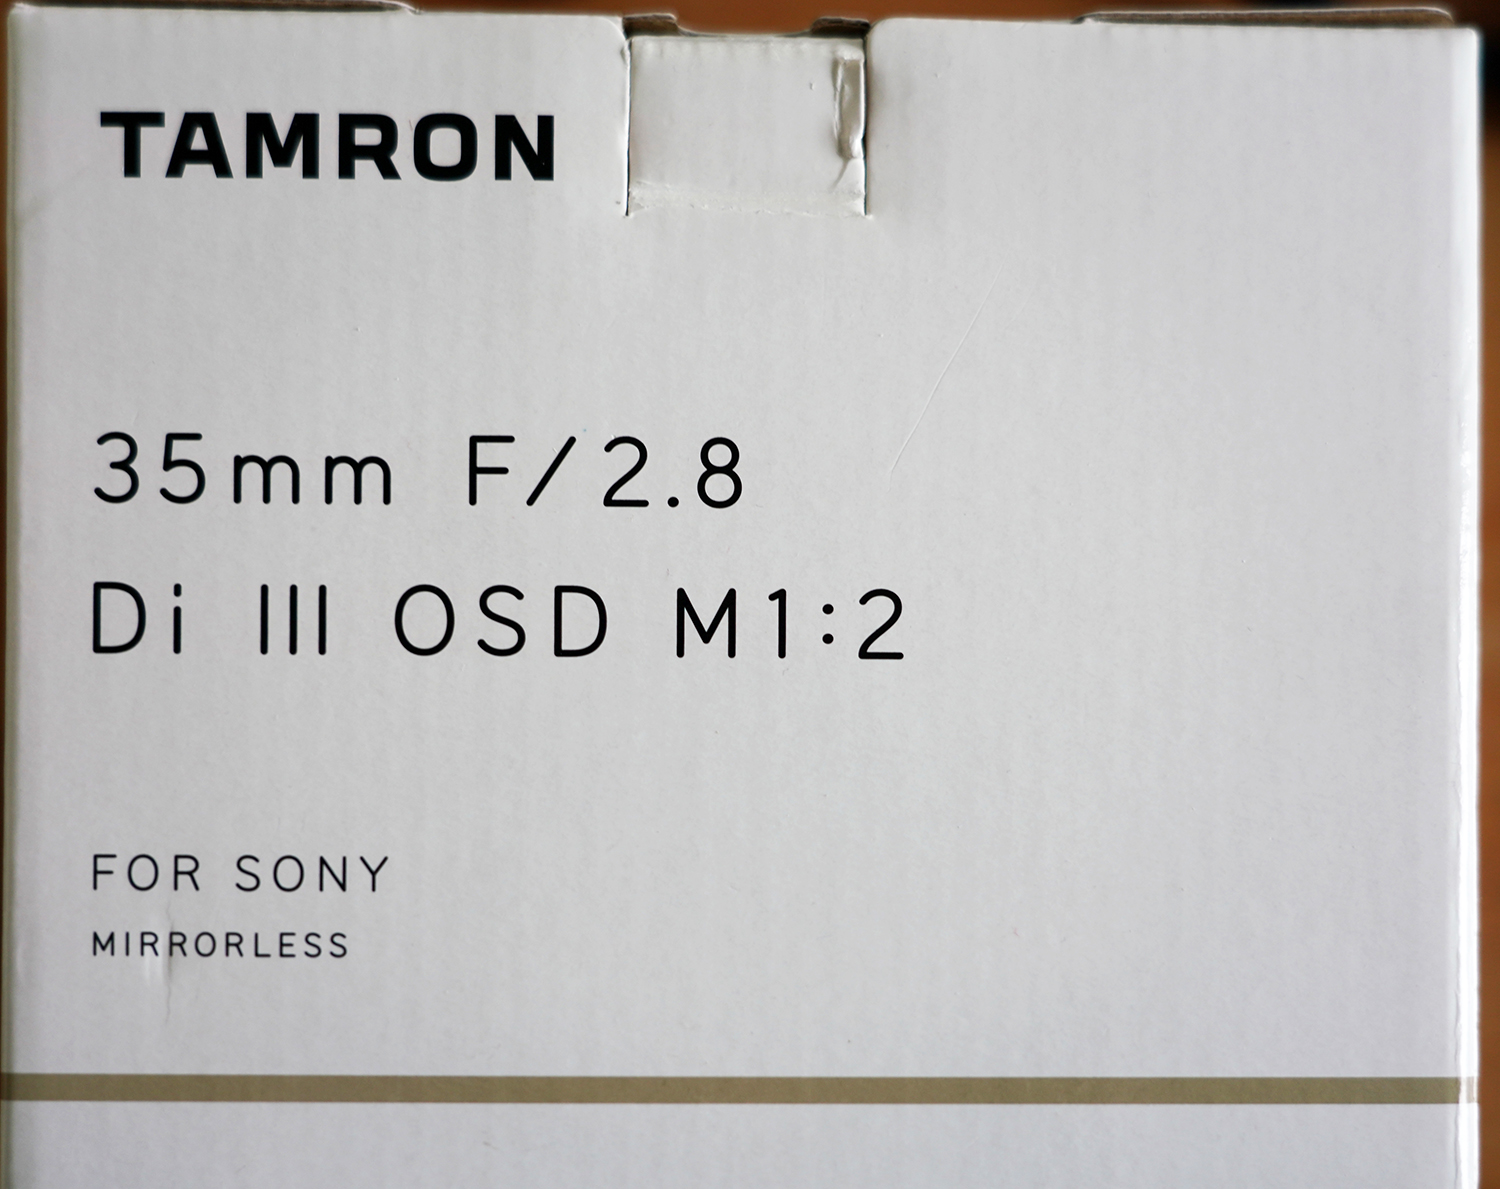 TAMRON
35mm F/2.8
Di III OSD M1:2
FOR SONY
MIRRORLESS